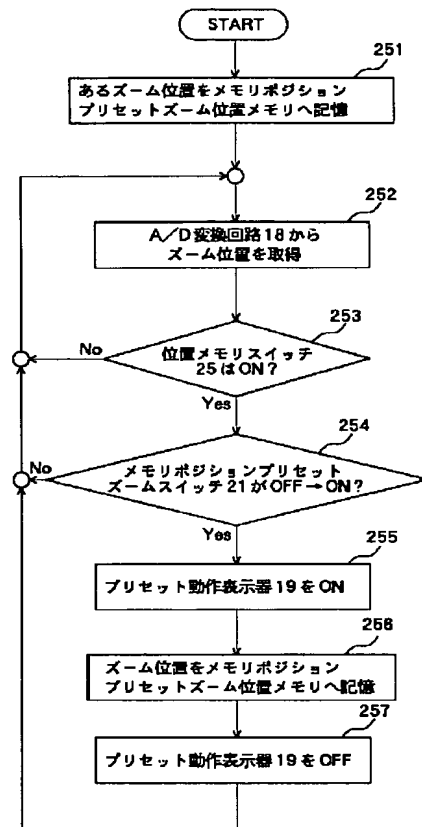 START
251
あるズーム位置をメモリポジション
プリセットズーム位置メモリへ記憶
252
A/D変換回路18から
ズーム位置を取得
253
No
位置メモリスイッチ
25はON?
Yes
254
No
メモリポジションプリセット
ズームスイッチ21がOFF→ON?
Yes
255
プリセット動作表示器19をON
256
ズーム位置をメモリポジション
プリセットズーム位置メモリへ記憶
257
プリセット動作表示器19をOFF